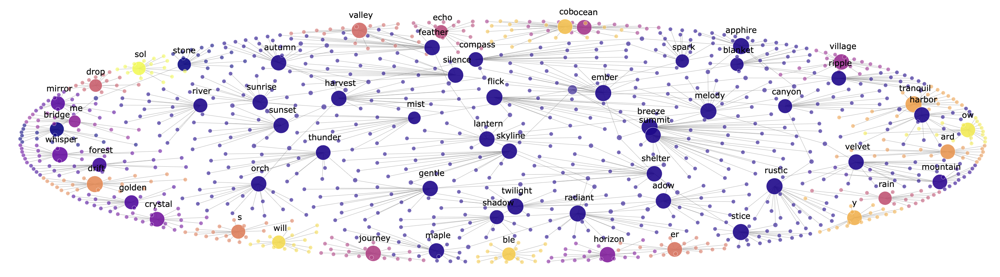 valley
echo
cobocean
feather
apphire
compass
spark
blanket
village
autumn
stone
sol
silence
ripple
drop
mirror
river
sunrise
harvest
flick
ember
melody
canyon
tranquil
harbor
me
bridge
sunset
mist
breeze
summit
ow
whisper
thunder
lantern
skyline
ard
velvet
forest
drift
orch
gentle
shelter
rustic
mountain
golden
crystal
twilight
shadow
radiant
adow
rain
y
s
will
stice
journey
maple
ble
horizon
er